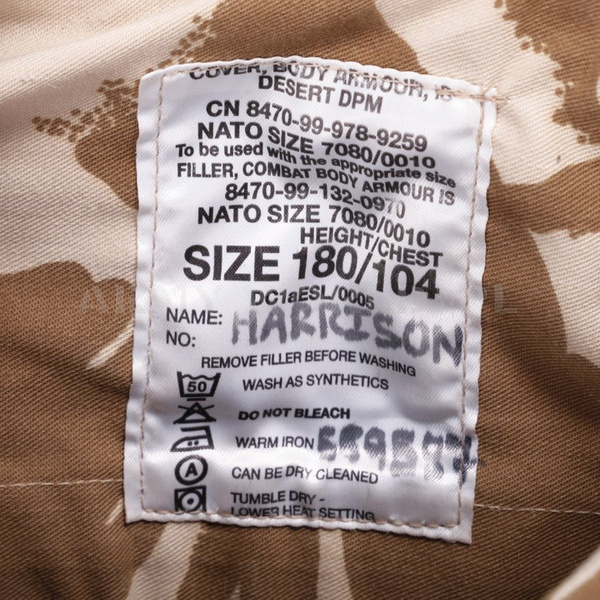 COVER, BODY ARMOUR, IS
DESERT DPM
CN 8470-99-978-9259
NATO SIZE 7080/0010
To be used with the appropriate size
FILLER, COMBAT BODY ARMOUR IS
8470-99-132-0970
NATO SIZE 7080/0010
HEIGHT/CHEST
SIZE 180/104
DC1aESL/0005
NAME: HARRISON
NO:
REMOVE FILLER BEFORE WASHING
50 WASH AS SYNTHETICS
DO NOT BLEACH
WARM IRON
A CAN BE DRY CLEANED
TUMBLE DRY -
LOWER HEAT SETTING